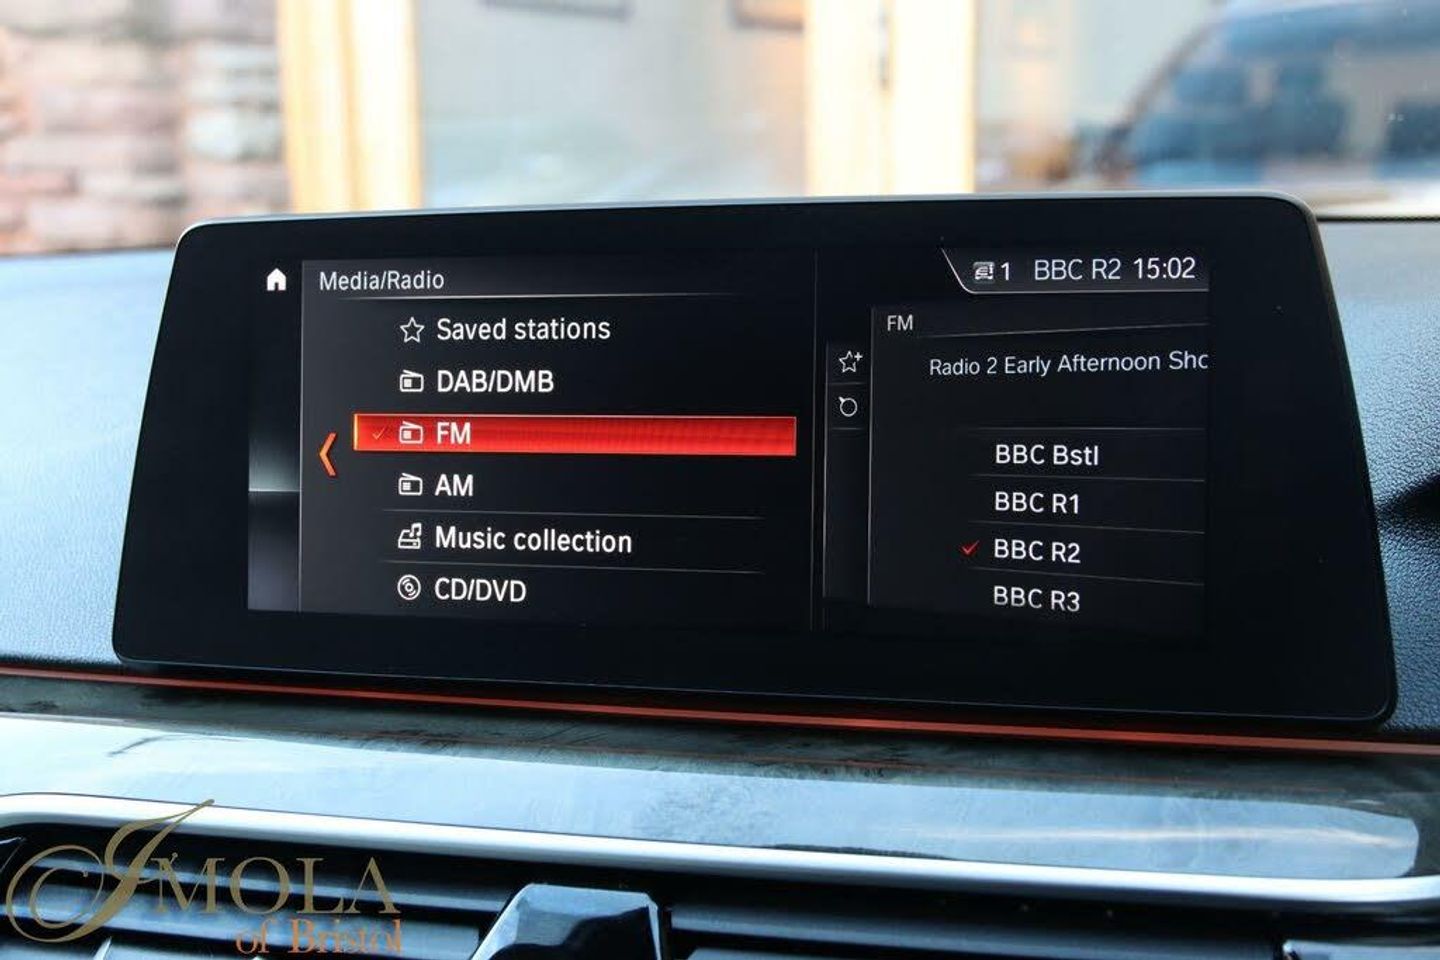 Media/Radio
1 BBC R2 15:02
Saved stations
DAB/DMB
FM
AM
Music collection
CD/DVD
FM
Radio 2 Early Afternoon Sho
BBC Bstl
BBC R1
BBC R2
BBC R3
IMOLA
of Bristol